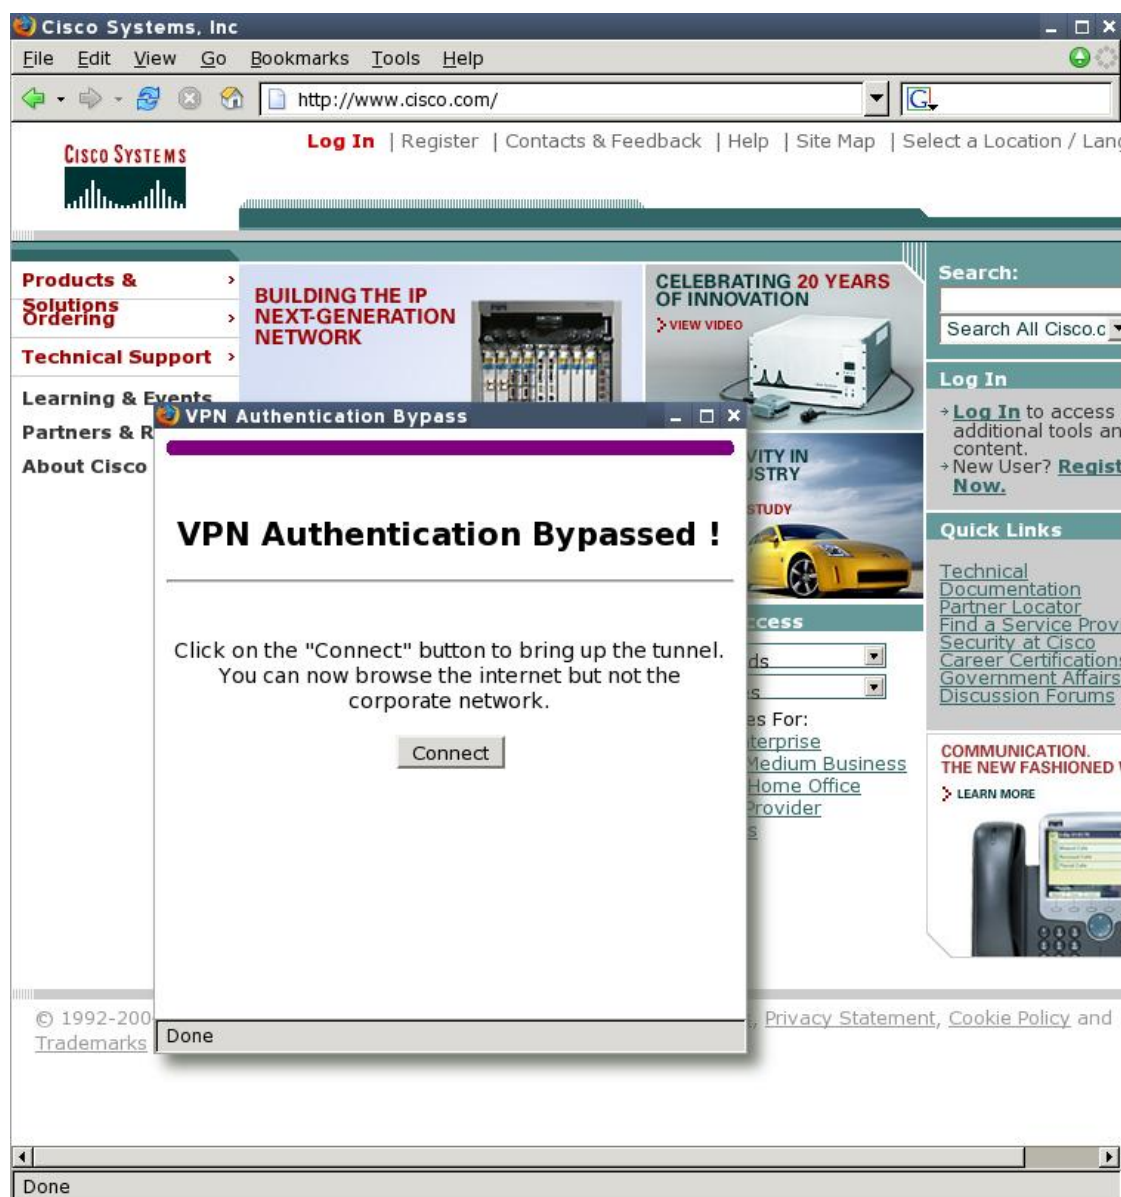 Cisco Systems, Inc
File Edit View Go Bookmarks Tools Help
http://www.cisco.com/
G
CISCO SYSTEMS
Log In | Register | Contacts & Feedback | Help | Site Map | Select a Location / Lang
Products &
Solutions
Ordering
Technical Support
Learning & Events
Partners & R
About Cisco
BUILDING THE IP
NEXT-GENERATION
NETWORK
CELEBRATING 20 YEARS
OF INNOVATION
VIEW VIDEO
Search:
Search All Cisco.c
Log In
Log In to access
additional tools an
content.
New User? Regist
Now.
VPN Authentication Bypass
VPN Authentication Bypassed !
Click on the "Connect" button to bring up the tunnel.
You can now browse the internet but not the
corporate network.
Connect
Done
VITY IN
STRY
STUDY
ccess
ds
es
es For:
terprise
Medium Business
Home Office
Provider
s
Quick Links
Technical
Documentation
Partner Locator
Find a Service Provi
Security at Cisco
Career Certifications
Government Affairs
Discussion Forums
COMMUNICATION.
THE NEW FASHIONED
LEARN MORE
© 1992-200
, Privacy Statement, Cookie Policy and
Trademarks
Done